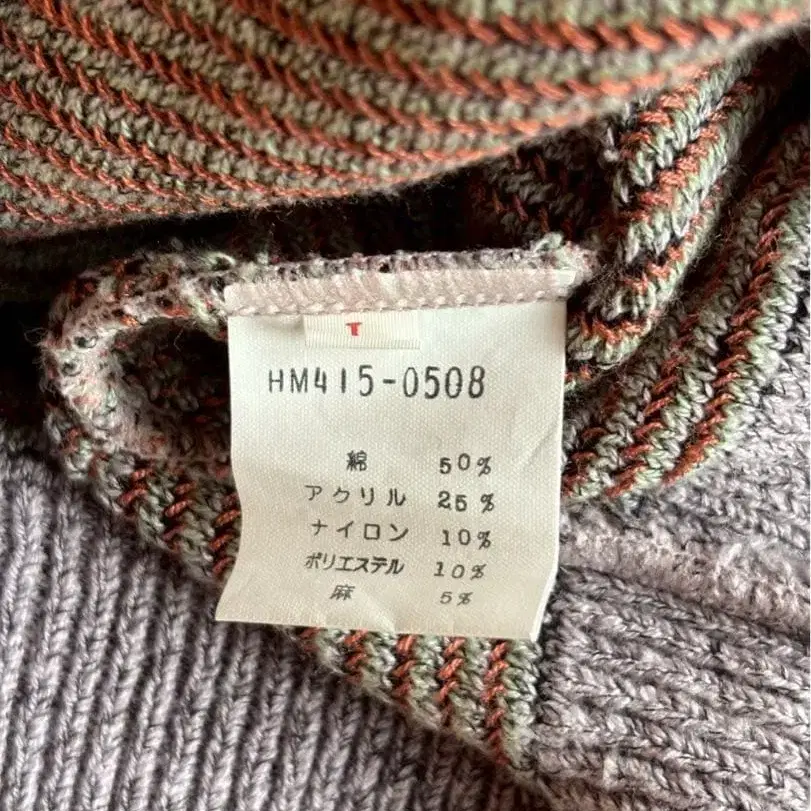 T
HM415-0508
綿 50%
アクリル 25%
ナイロン 10%
ポリエステル 10%
麻 5%